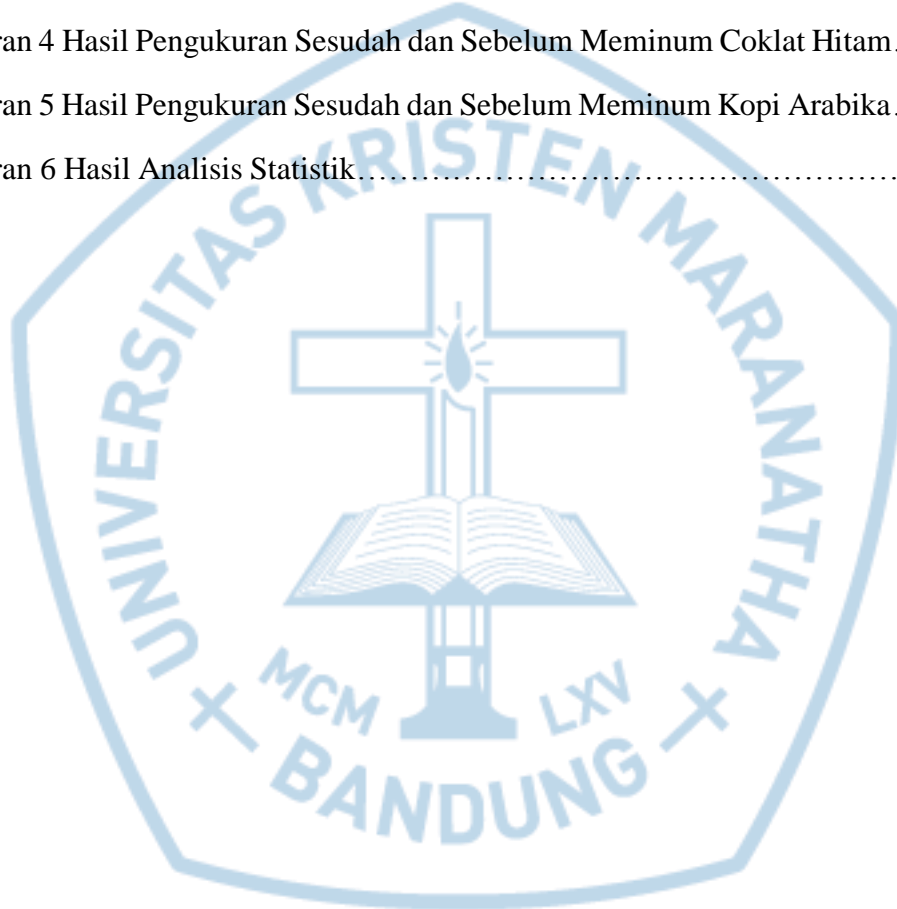 ran 4 Hasil Pengukuran Sesudah dan Sebelum Meminum Coklat Hitam.
ran 5 Hasil Pengukuran Sesudah dan Sebelum Meminum Kopi Arabika.
ran 6 Hasil Analisis Statistik……………………………………………….
UNIVERSITAS KRISTEN MARANATHA
MCM LXV
BANDUNG